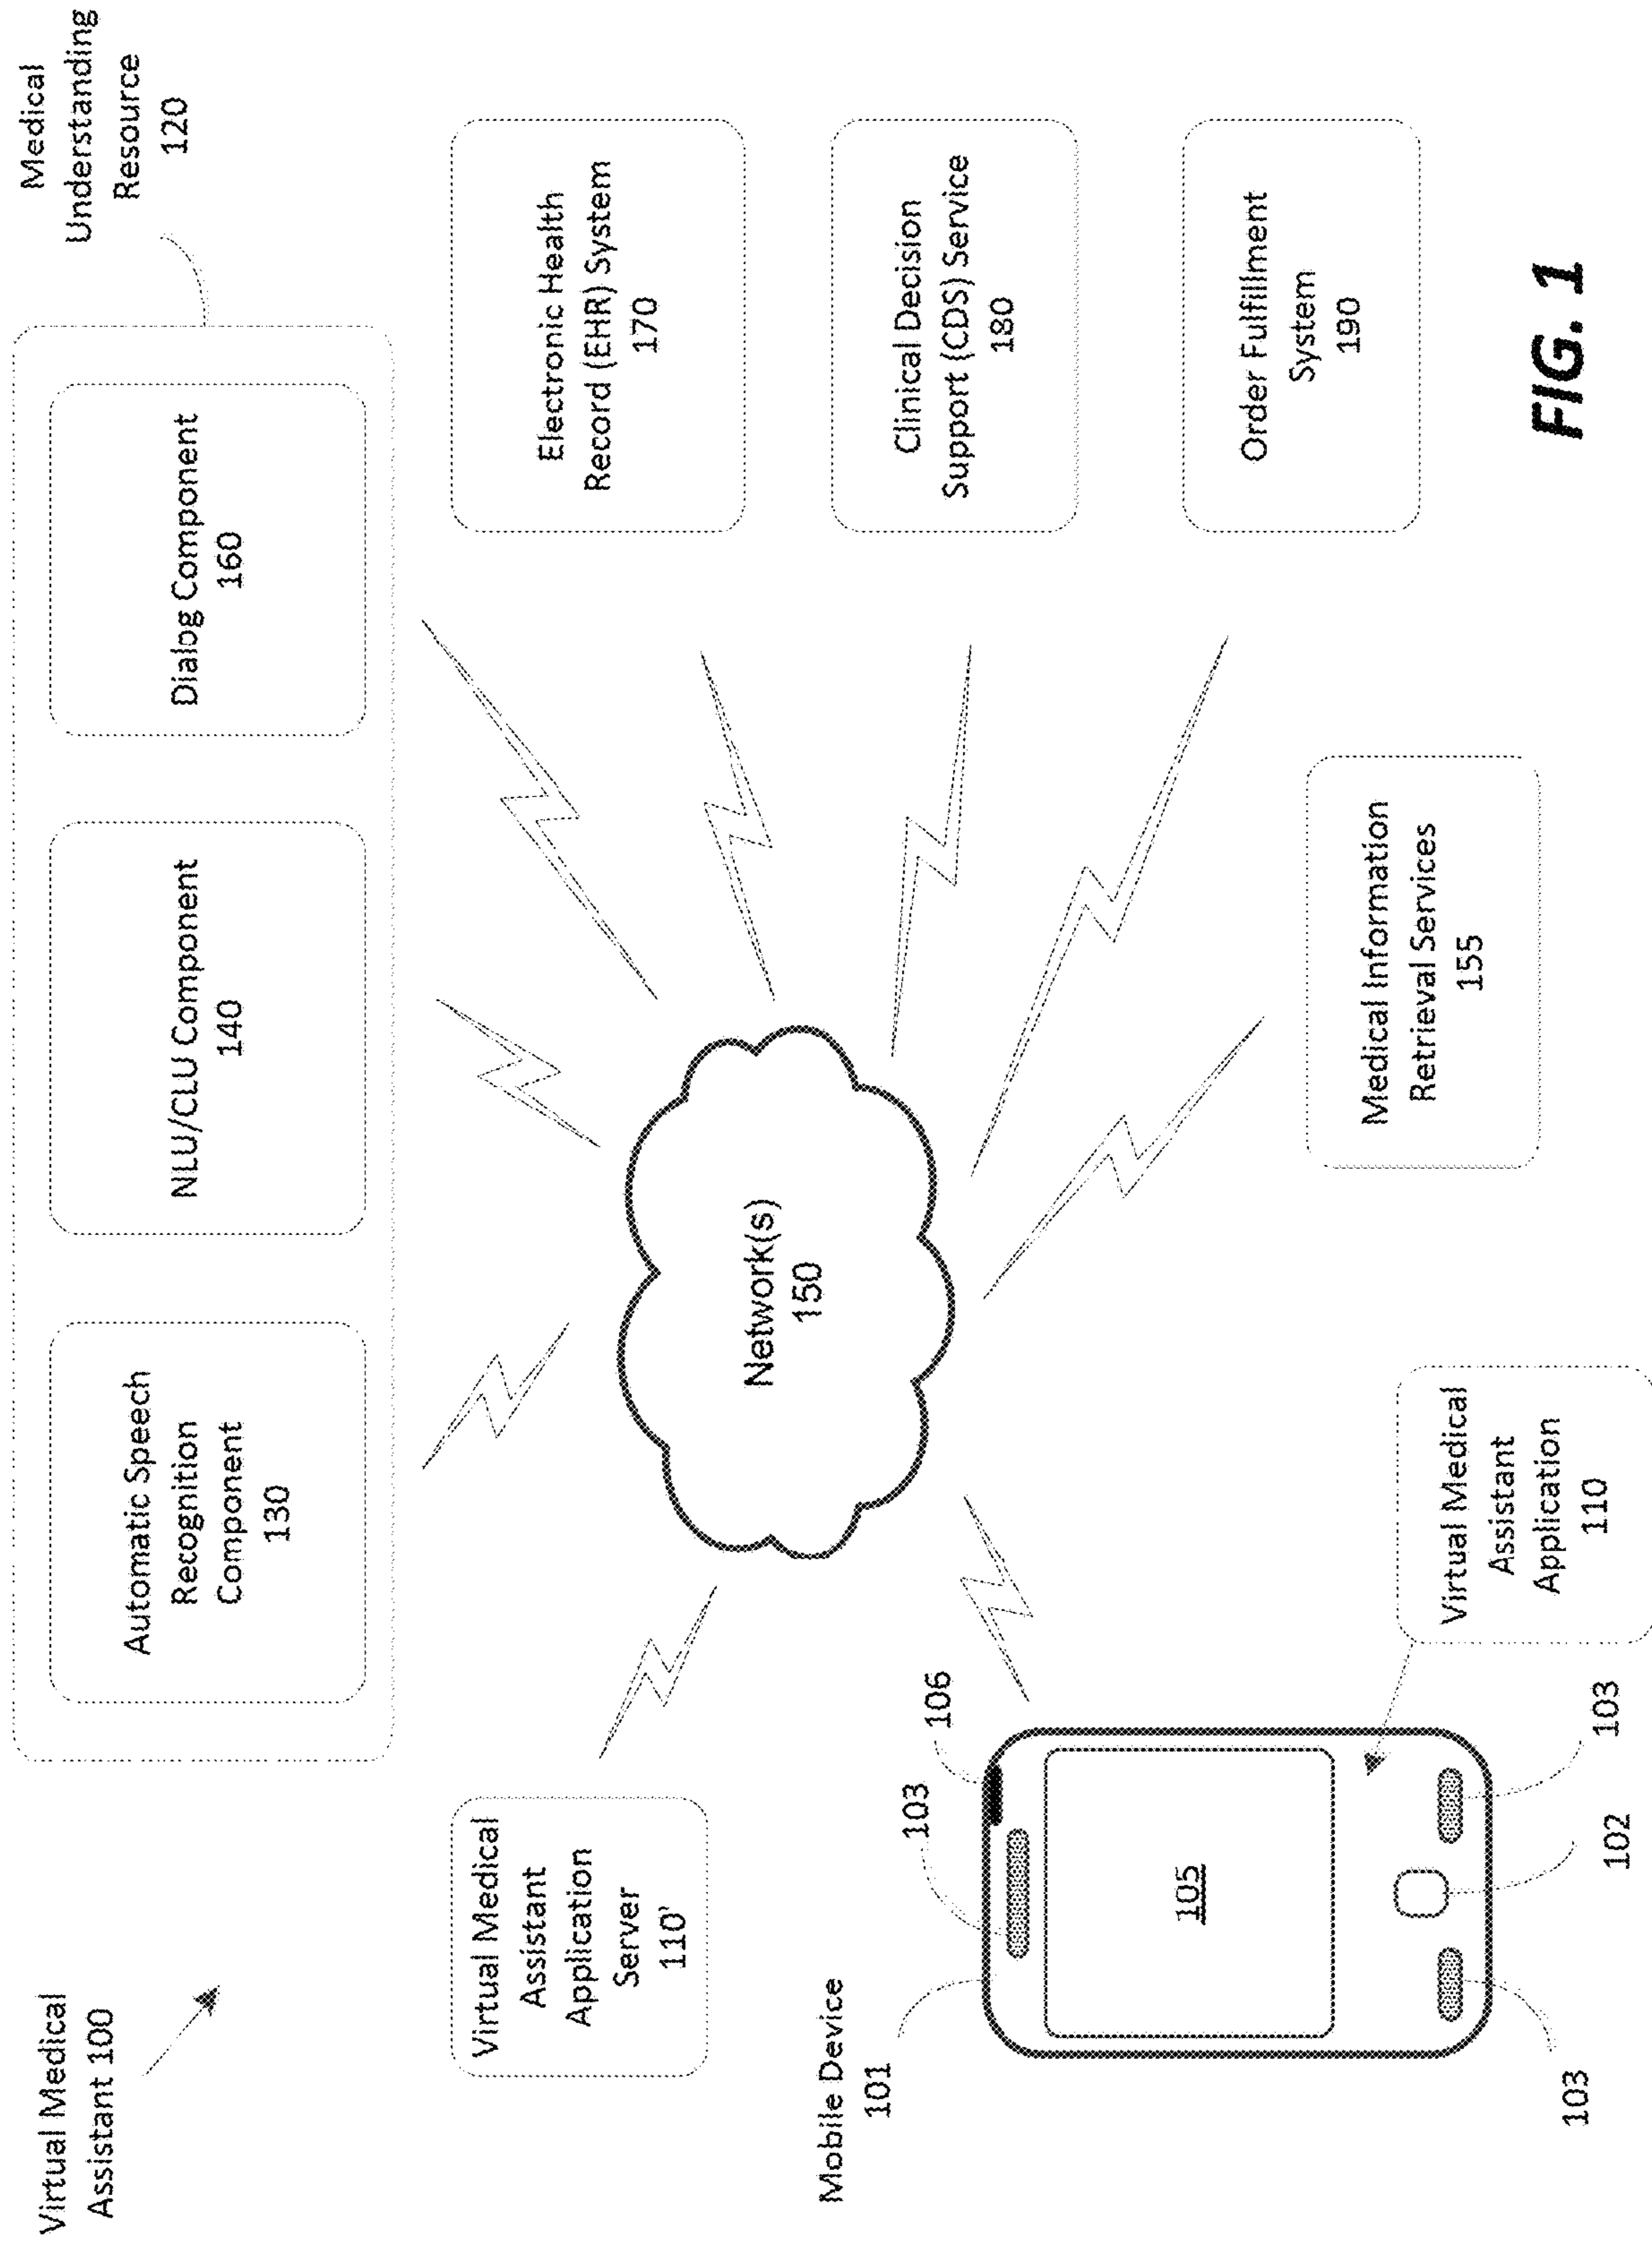 Virtual Medical
Assistant 100
Medical
Understanding
Resource
120
Automatic Speech
Recognition
Component
130
NLU/CLU Component
140
Dialog Component
160
Virtual Medical
Assistant
Application
Server
110'
Network(s)
150
Electronic Health
Record (EHR) System
170
Clinical Decision
Support (CDS) Service
180
Order Fulfillment
System
190
Medical Information
Retrieval Services
155
Mobile Device
101
103
106
105
103
102
103
Virtual Medical
Assistant
Application
110
FIG. 1